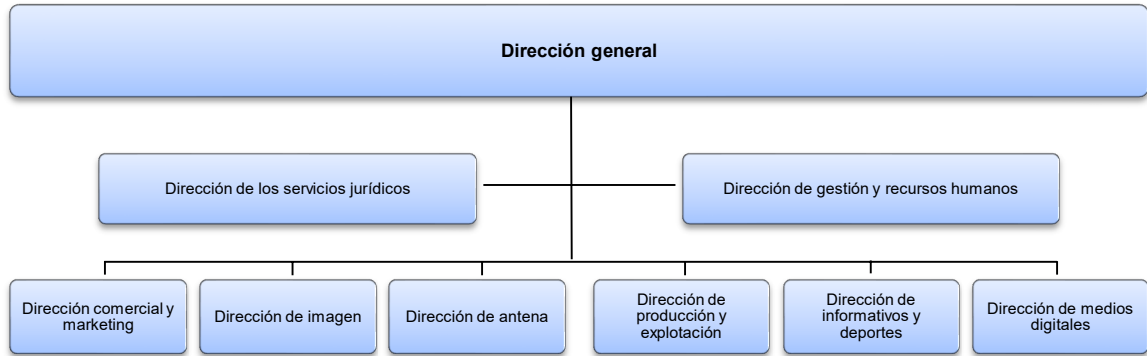 Dirección general
Dirección de los servicios jurídicos
Dirección de gestión y recursos humanos
Dirección comercial y
marketing
Dirección de imagen
Dirección de antena
Dirección de
producción y
explotación
Dirección de
informativos y
deportes
Dirección de medios
digitales